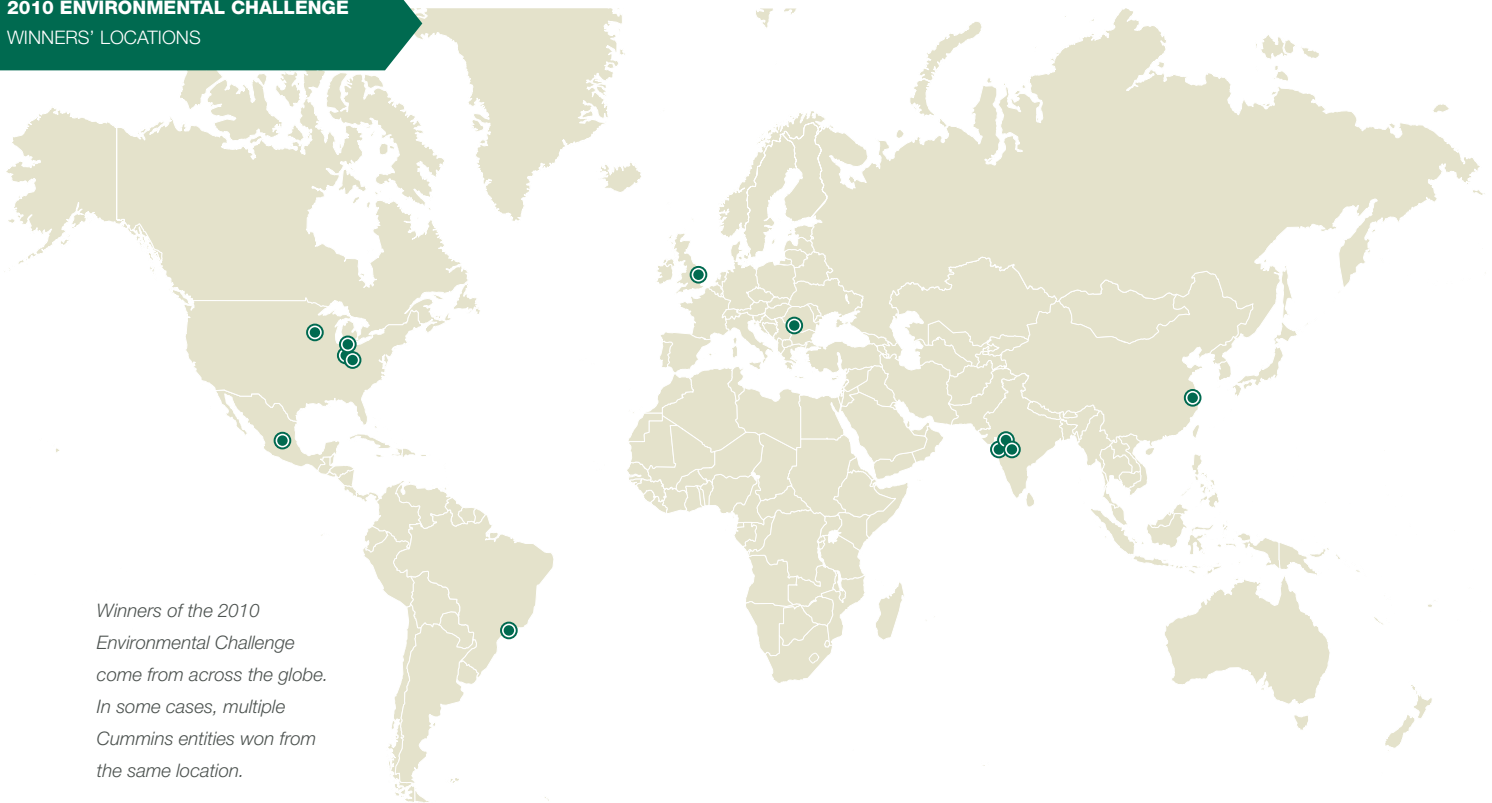 2010 ENVIRONMENTAL CHALLENGE
WINNERS' LOCATIONS
Winners of the 2010
Environmental Challenge
come from across the globe.
In some cases, multiple
Cummins entities won from
the same location.